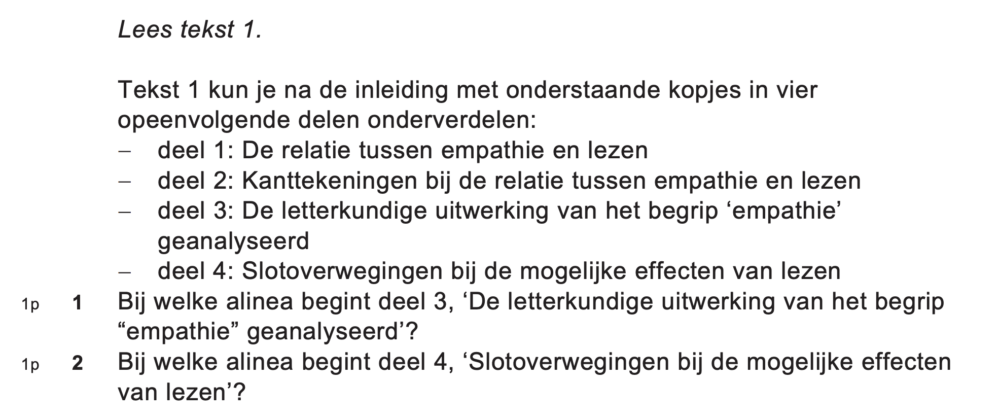 Lees tekst 1.
Tekst 1 kun je na de inleiding met onderstaande kopjes in vier
opeenvolgende delen onderverdelen:
− deel 1: De relatie tussen empathie en lezen
− deel 2: Kanttekeningen bij de relatie tussen empathie en lezen
− deel 3: De letterkundige uitwerking van het begrip ‘empathie’
geanalyseerd
− deel 4: Slotoverwegingen bij de mogelijke effecten van lezen
1p 1 Bij welke alinea begint deel 3, ‘De letterkundige uitwerking van het begrip
“empathie” geanalyseerd’?
1p 2 Bij welke alinea begint deel 4, ‘Slotoverwegingen bij de mogelijke effecten
van lezen’?